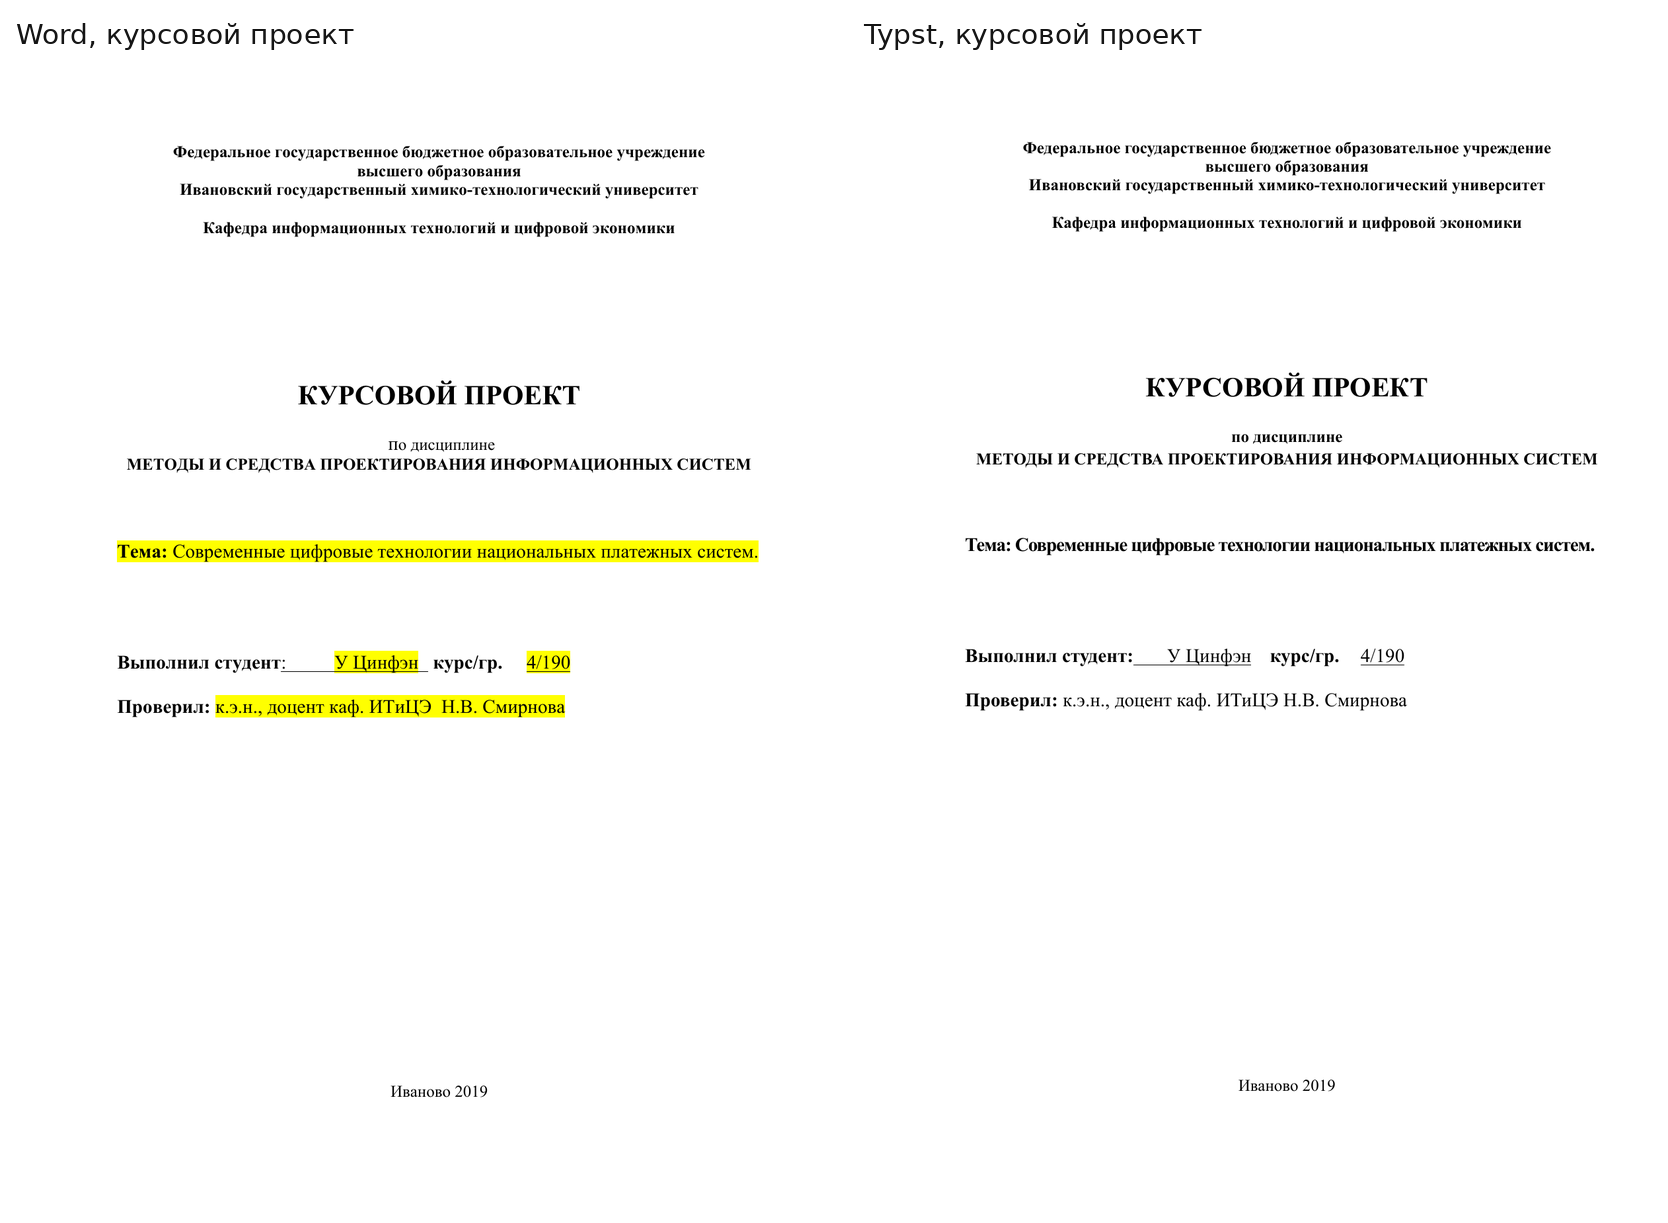 Word, курсовой проект
Федеральное государственное бюджетное образовательное учреждение
высшего образования
Ивановский государственный химико-технологический университет
Кафедра информационных технологий и цифровой экономики
КУРСОВОЙ ПРОЕКТ
по дисциплине
МЕТОДЫ И СРЕДСТВА ПРОЕКТИРОВАНИЯ ИНФОРМАЦИОННЫХ СИСТЕМ
Тема: Современные цифровые технологии национальных платежных систем.
Выполнил студент: У Цинфэн курс/гр. 4/190
Проверил: к.э.н., доцент каф. ИТиЦЭ Н.В. Смирнова
Иваново 2019
Typst, курсовой проект
Федеральное государственное бюджетное образовательное учреждение
высшего образования
Ивановский государственный химико-технологический университет
Кафедра информационных технологий и цифровой экономики
КУРСОВОЙ ПРОЕКТ
по дисциплине
МЕТОДЫ И СРЕДСТВА ПРОЕКТИРОВАНИЯ ИНФОРМАЦИОННЫХ СИСТЕМ
Тема: Современные цифровые технологии национальных платежных систем.
Выполнил студент: У Цинфэн курс/гр. 4/190
Проверил: к.э.н., доцент каф. ИТиЦЭ Н.В. Смирнова
Иваново 2019